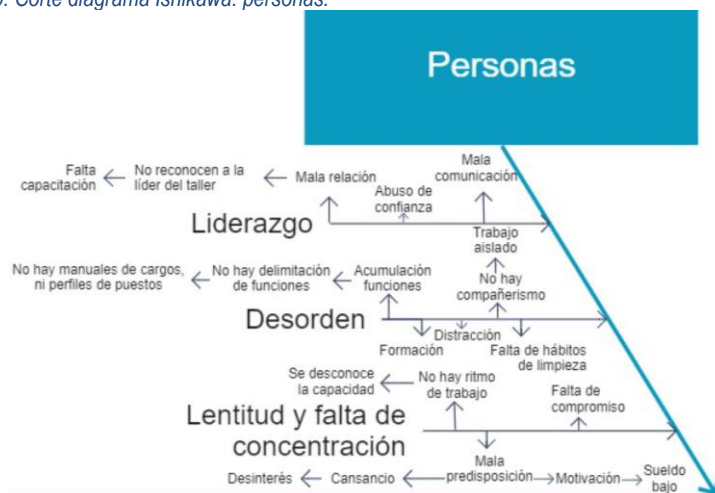 Corte diagrama Ishikawa: personas.
Personas
Falta
capacitación
No reconocen a la
líder del taller
Mala relación
Abuso de
confianza
Mala
comunicación
Liderazgo
Trabajo
aislado
No hay manuales de cargos,
ni perfiles de puestos
No hay delimitación
de funciones
Acumulación
funciones
No hay
compañerismo
Desorden
Formación
Distracción
Falta de hábitos
de limpieza
Se desconoce
la capacidad
No hay ritmo
de trabajo
Falta de
compromiso
Lentitud y falta de
concentración
Desinterés
Cansancio
Mala
predisposición
Motivación
Sueldo
bajo